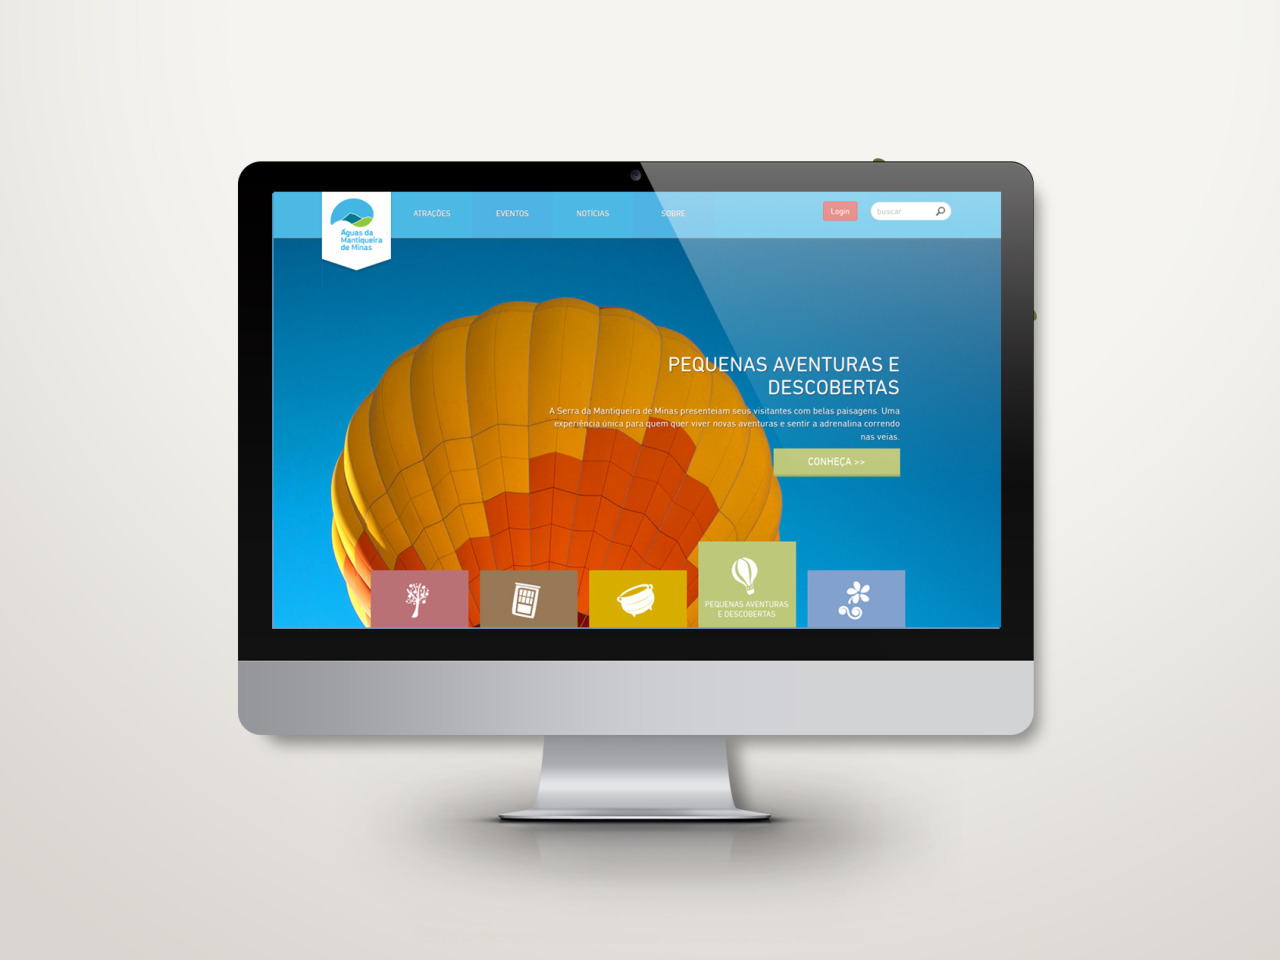 Águas da
Mantiqueira
de Minas
ATRAÇÕES
EVENTOS
NOTÍCIAS
SOBRE
Login
buscar
PEQUENAS AVENTURAS E
DESCOBERTAS
A Serra da Mantiqueira de Minas presenteiam seus visitantes com belas paisagens. Uma
experiência única para quem quer viver novas aventuras e sentir a adrenalina correndo
nas veias.
CONHEÇA >>
PEQUENAS AVENTURAS
E DESCOBERTAS